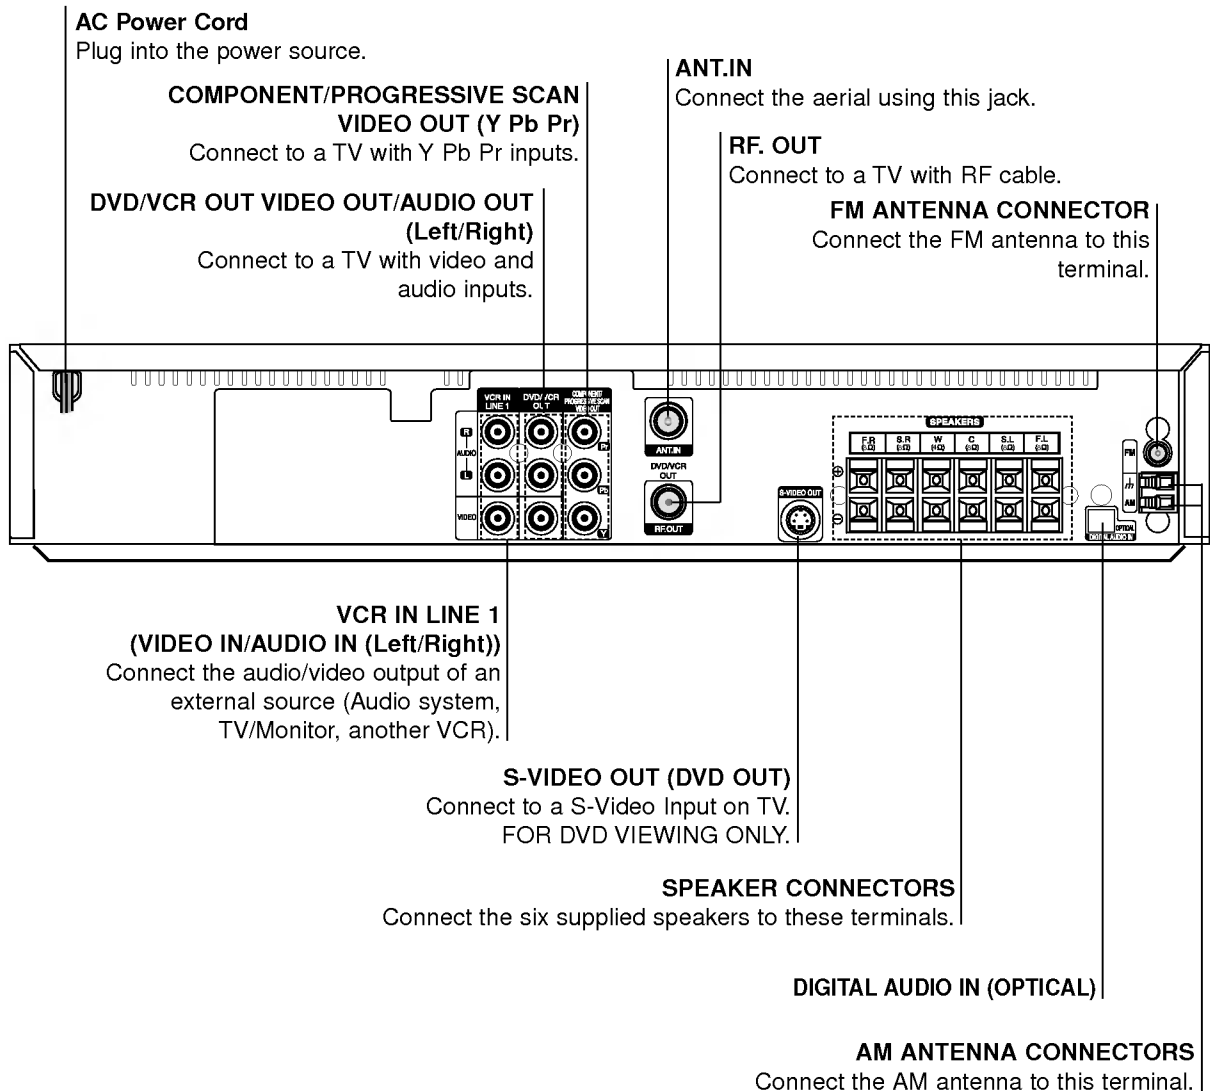 AC Power Cord
Plug into the power source.
COMPONENT/PROGRESSIVE SCAN
VIDEO OUT (Y Pb Pr)
Connect to a TV with Y Pb Pr inputs.
DVD/VCR OUT VIDEO OUT/AUDIO OUT
(Left/Right)
Connect to a TV with video and
audio inputs.
ANT.IN
Connect the aerial using this jack.
RF. OUT
Connect to a TV with RF cable.
FM ANTENNA CONNECTOR
Connect the FM antenna to this
terminal.
VCR IN
LINE 1
DVD/VCR
OUT
COMPONENT/
PROGRESSIVE SCAN
VIDEO OUT
R
AUDIO
L
VIDEO
Pr
Pb
Y
ANT.IN
DVD/VCR
OUT
RF.OUT
S-VIDEO OUT
SPEAKERS
F.R S.R W C S.L F.L
FM
AM
OPTICAL
DIGITAL AUDIO IN
VCR IN LINE 1
(VIDEO IN/AUDIO IN (Left/Right))
Connect the audio/video output of an
external source (Audio system,
TV/Monitor, another VCR).
S-VIDEO OUT (DVD OUT)
Connect to a S-Video Input on TV.
FOR DVD VIEWING ONLY.
SPEAKER CONNECTORS
Connect the six supplied speakers to these terminals.
DIGITAL AUDIO IN (OPTICAL)
AM ANTENNA CONNECTORS
Connect the AM antenna to this terminal.